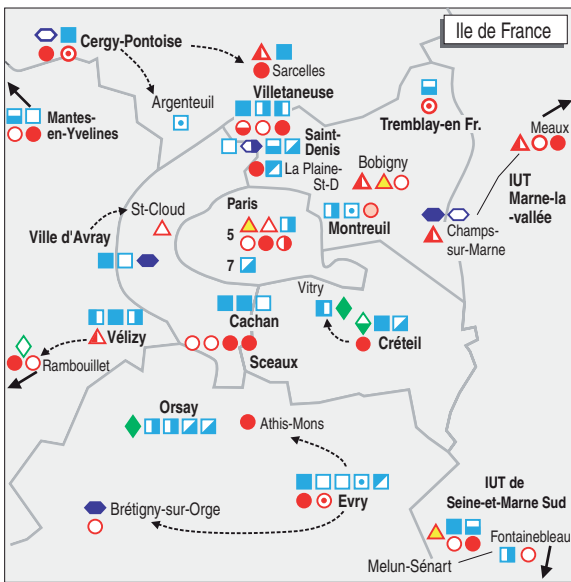 Ile de France
Cergy-Pontoise
Sarcelles
Argenteuil
Villetaneuse
Mantes-
en-Yvelines
Tremblay-en Fr.
Meaux
Saint-
Denis
La Plaine-
St-D
Bobigny
IUT
Marne-la
-vallée
St-Cloud
Paris
5
7
Montreuil
Ville d'Avray
Champs-
sur-Marne
Vitry
Cachan
Vélizy
Créteil
Rambouillet
Sceaux
Orsay
Athis-Mons
Evry
Brétigny-sur-Orge
IUT de
Seine-et-Marne Sud
Fontainebleau
Melun-Sénart